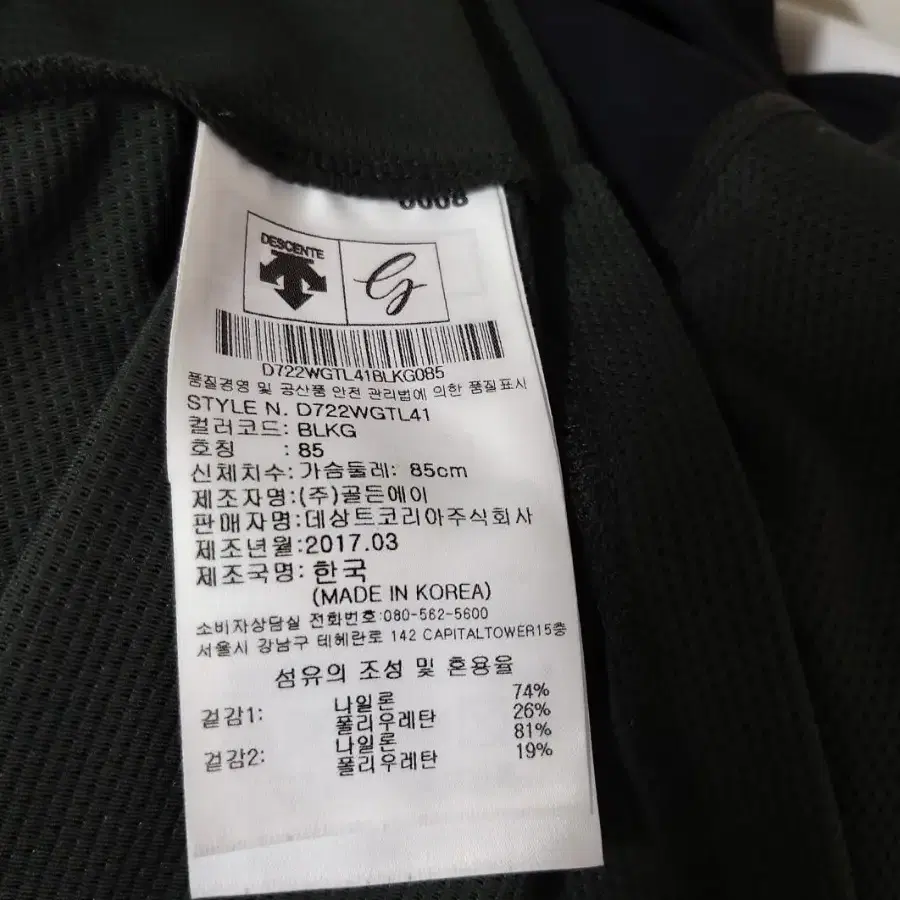 0008
DESCENTE G
D722WGTL41BLKG085
품질경영 및 공산품 안전 관리법에 의한 품질표시
STYLE N. D722WGTL41
컬러코드: BLKG
호칭 : 85
신체치수: 가슴둘레: 85cm
제조자명:(주)골든에이
판매자명:데상트코리아주식회사
제조년월:2017.03
제조국명: 한국
(MADE IN KOREA)
소비자상담실 전화번호:080-562-5600
서울시 강남구 테헤란로 142 CAPITALTOWER15층
섬유의 조성 및 혼용율
겉감1: 나일론 74%
폴리우레탄 26%
겉감2: 나일론 81%
폴리우레탄 19%